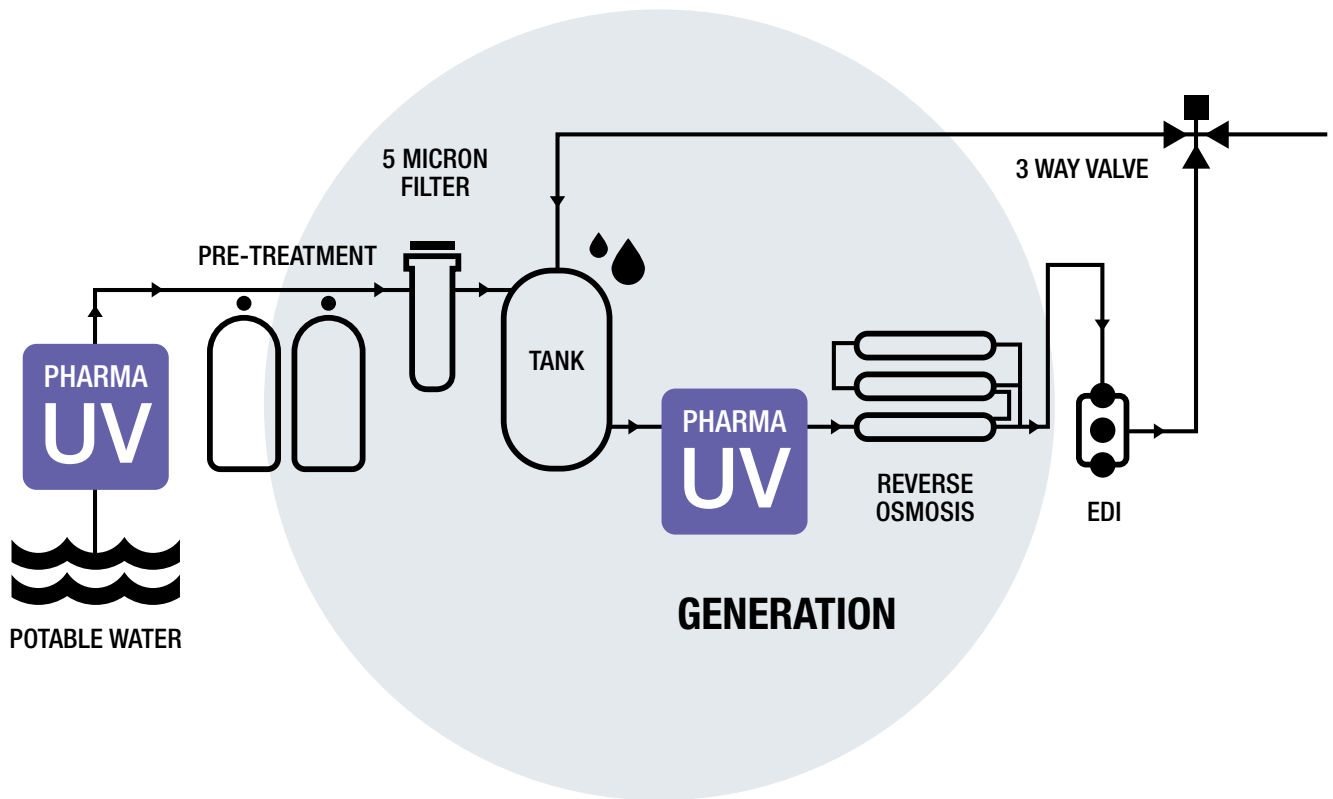 5 MICRON
FILTER
3 WAY VALVE
PRE-TREATMENT
PHARMA
UV
TANK
PHARMA
UV
REVERSE
OSMOSIS
EDI
GENERATION
POTABLE WATER